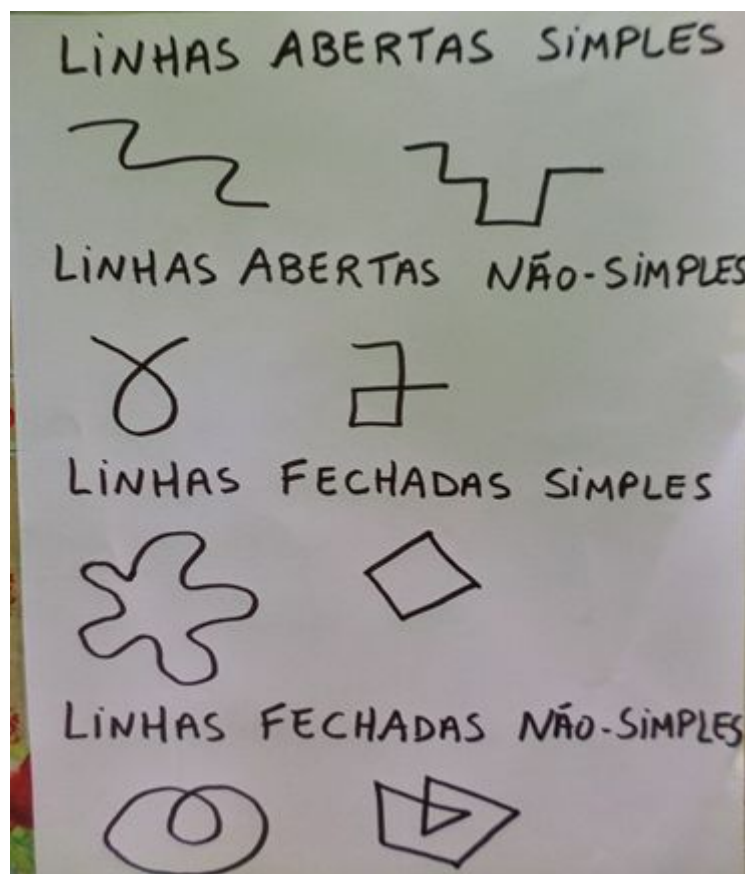 LINHAS ABERTAS SIMPLES
LINHAS ABERTAS NÃO-SIMPLES
LINHAS FECHADAS SIMPLES
LINHAS FECHADAS NÃO-SIMPLES